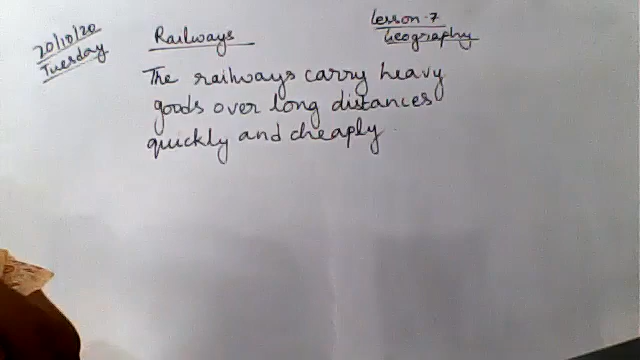 20/10/20
Tuesday
Railways
Lesson-7
Geography
The railways carry heavy
goods over long distances
quickly and cheaply